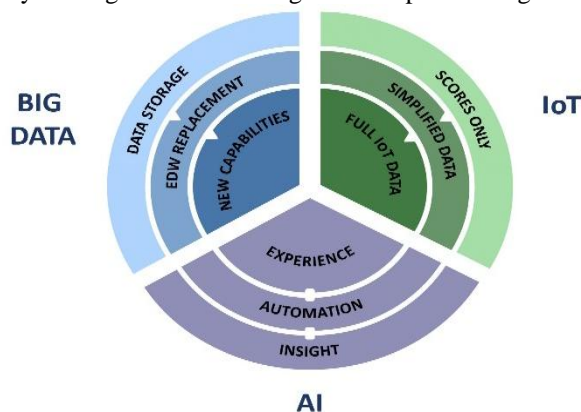 BIG
DATA
DATA STORAGE
EDW REPLACEMENT
NEW CAPABILITIES
IoT
SCORES ONLY
SIMPLIFIED DATA
FULL IoT DATA
EXPERIENCE
AUTOMATION
INSIGHT
AI